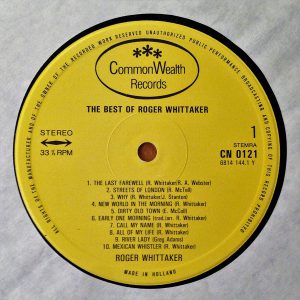 ALL RIGHTS OF THE MANUFACTURER AND OF THE OWNER OF THE RECORDED WORK RESERVED UNAUTHORIZED PUBLIC PERFORMANCE BROADCASTING AND COPYING OF THIS RECORD PROHIBITED
***
CommonWealth
Records
THE BEST OF ROGER WHITTAKER
STEREO
33⅓ RPM
1
STEMRA
CN 0121
6814 144.1 Y
1. THE LAST FAREWELL (R. Whittaker/R. A. Webster)
2. STREETS OF LONDON (R. McTell)
3. WHY (R. Whittaker/J. Stanton)
4. NEW WORLD IN THE MORNING (R. Whittaker)
5. DIRTY OLD TOWN (E. McColl)
6. EARLY ONE MORNING (trad./arr. R. Whittaker)
7. CALL MY NAME (R. Whittaker)
8. ALL OF MY LIFE (R. Whittaker)
9. RIVER LADY (Greg Adams)
10. MEXICAN WHISTLER (R. Whittaker)
ROGER WHITTAKER
MADE IN HOLLAND